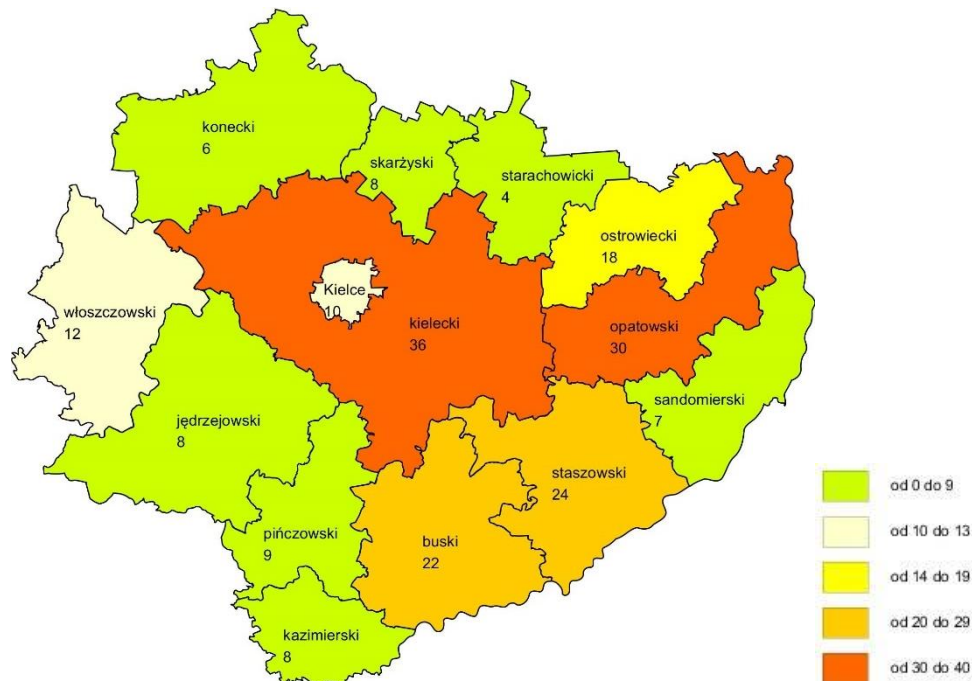 konecki
6
skarżyski
8
starachowicki
4
ostrowiecki
18
Kielce
10
kielecki
36
opatowski
30
włoszczowski
12
sandomierski
7
jędrzejowski
8
staszowski
24
pińczowski
9
buski
22
kazimierski
8
od 0 do 9
od 10 do 13
od 14 do 19
od 20 do 29
od 30 do 40